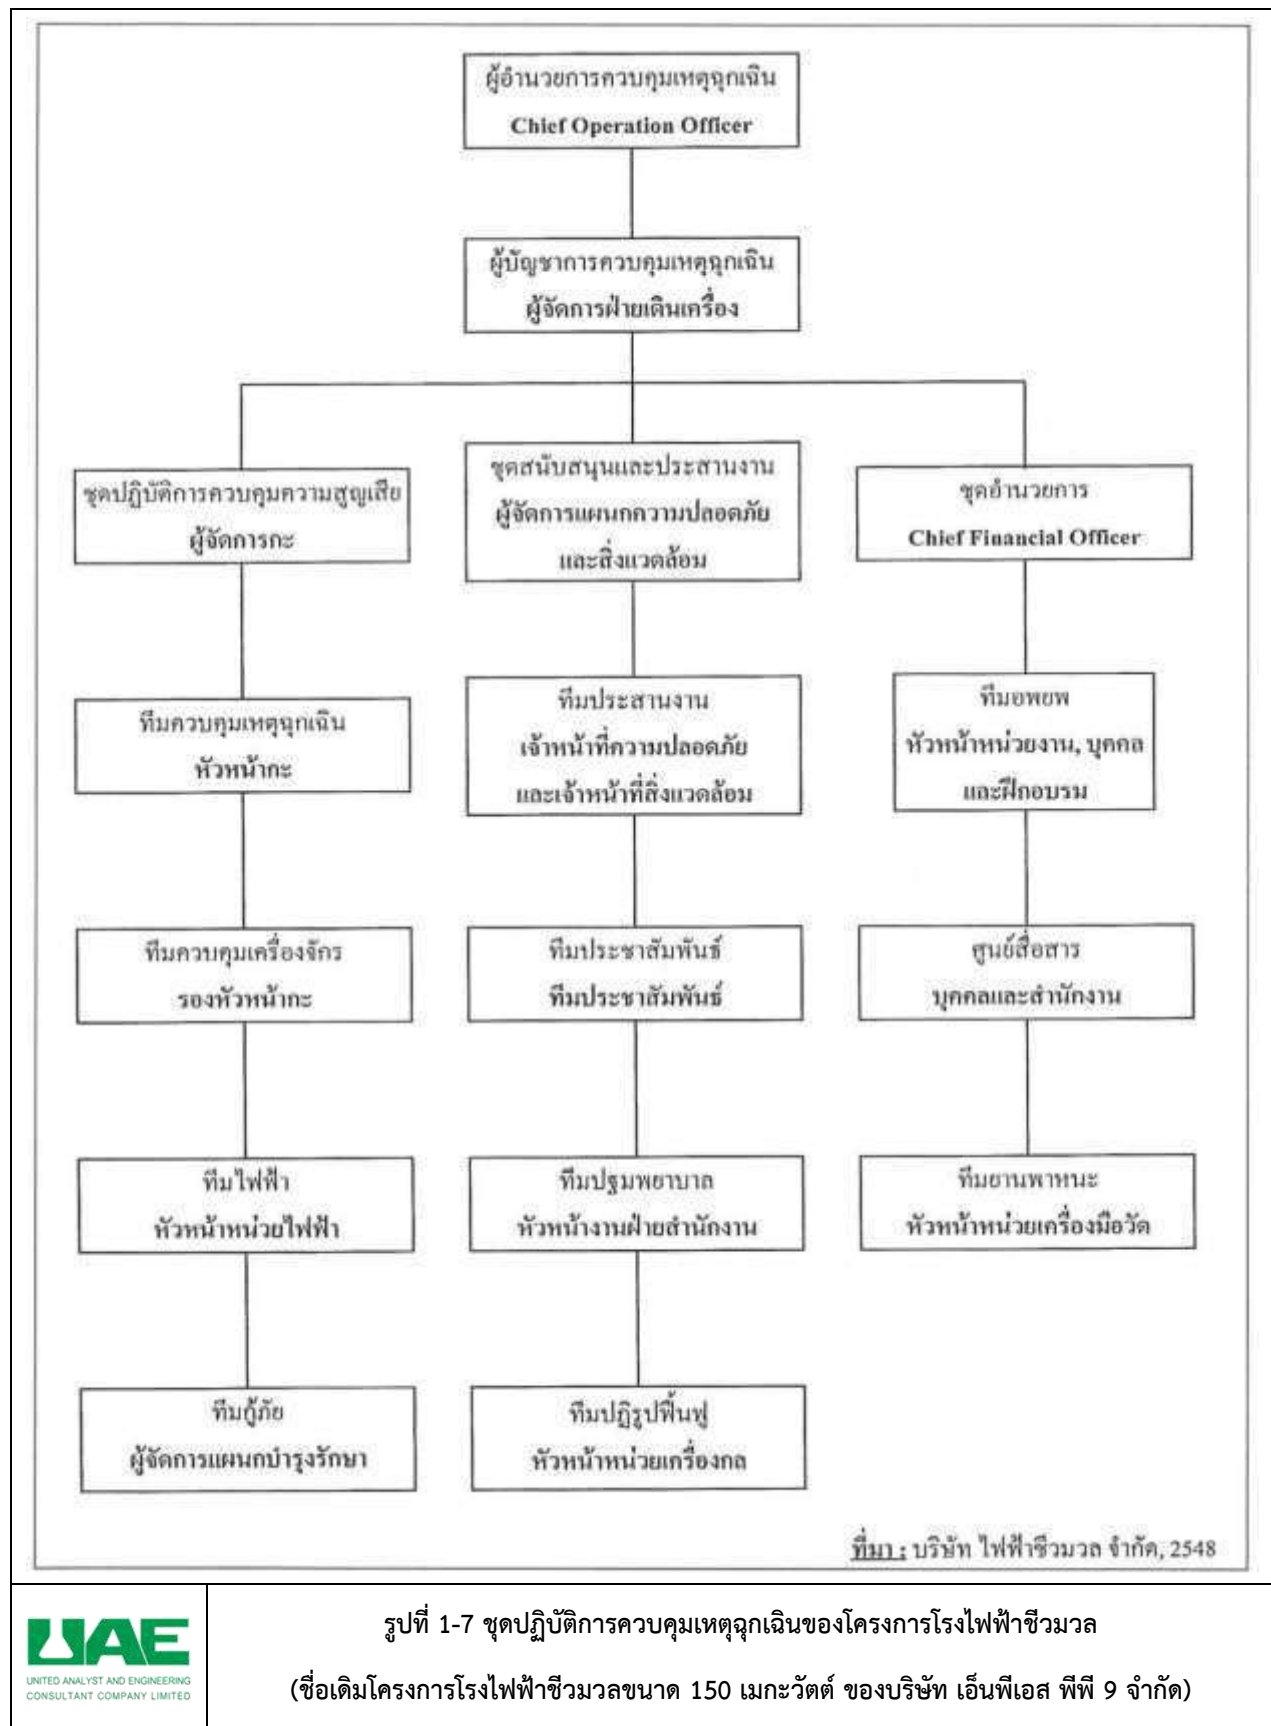 ผู้อำนวยการควบคุมเหตุฉุกเฉิน
Chief Operation Officer
ผู้บัญชาการควบคุมเหตุฉุกเฉิน
ผู้จัดการฝ่ายเดินเครื่อง
ชุดปฏิบัติการควบคุมความสูญเสีย
ผู้จัดการกะ
ชุดสนับสนุนและประสานงาน
ผู้จัดการแผนกความปลอดภัย
และสิ่งแวดล้อม
ชุดอำนวยการ
Chief Financial Officer
ทีมควบคุมเหตุฉุกเฉิน
หัวหน้ากะ
ทีมประสานงาน
เจ้าหน้าที่ความปลอดภัย
และเจ้าหน้าที่สิ่งแวดล้อม
ทีมอพยพ
หัวหน้าหน่วยงาน, บุคคล
และฝึกอบรม
ทีมควบคุมเครื่องจักร
รองหัวหน้ากะ
ทีมประชาสัมพันธ์
ทีมประชาสัมพันธ์
ศูนย์สื่อสาร
บุคคลและสำนักงาน
ทีมไฟฟ้า
หัวหน้าหน่วยไฟฟ้า
ทีมปฐมพยาบาล
หัวหน้างานฝ่ายสำนักงาน
ทีมยานพาหนะ
หัวหน้าหน่วยเครื่องมือวัด
ทีมกู้ภัย
ผู้จัดการแผนกบำรุงรักษา
ทีมปฏิรูปฟื้นฟู
หัวหน้าหน่วยเครื่องกล
ที่มา : บริษัท ไฟฟ้าชีวมวล จำกัด, 2548
UAE
UNITED ANALYST AND ENGINEERING
CONSULTANT COMPANY LIMITED
รูปที่ 1-7 ชุดปฏิบัติการควบคุมเหตุฉุกเฉินของโครงการโรงไฟฟ้าชีวมวล
(ชื่อเดิมโครงการโรงไฟฟ้าชีวมวลขนาด 150 เมกะวัตต์ ของบริษัท เอ็นพีเอส พีพี 9 จำกัด)